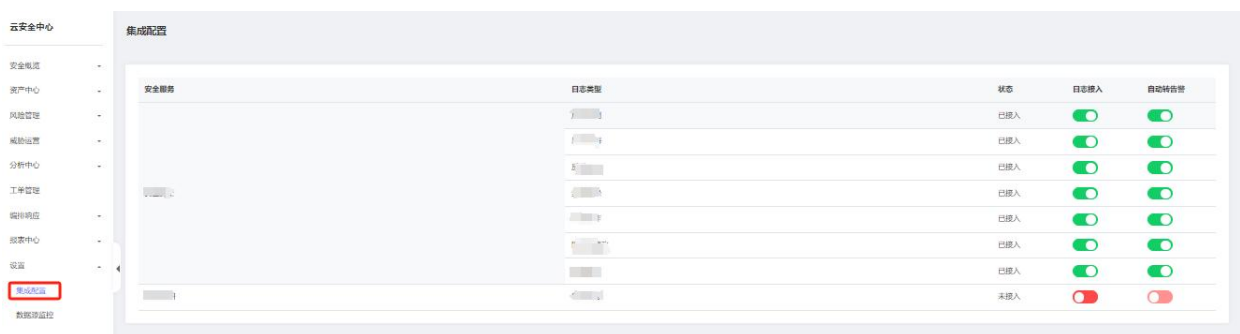 云安全中心
集成配置
安全概览
资产中心
风险管理
威胁运营
分析中心
工单管理
编排响应
报表中心
设置
集成配置
数据源监控
安全服务 日志类型 状态 日志接入 自动转告警
已接入
已接入
已接入
已接入
已接入
已接入
已接入
未接入